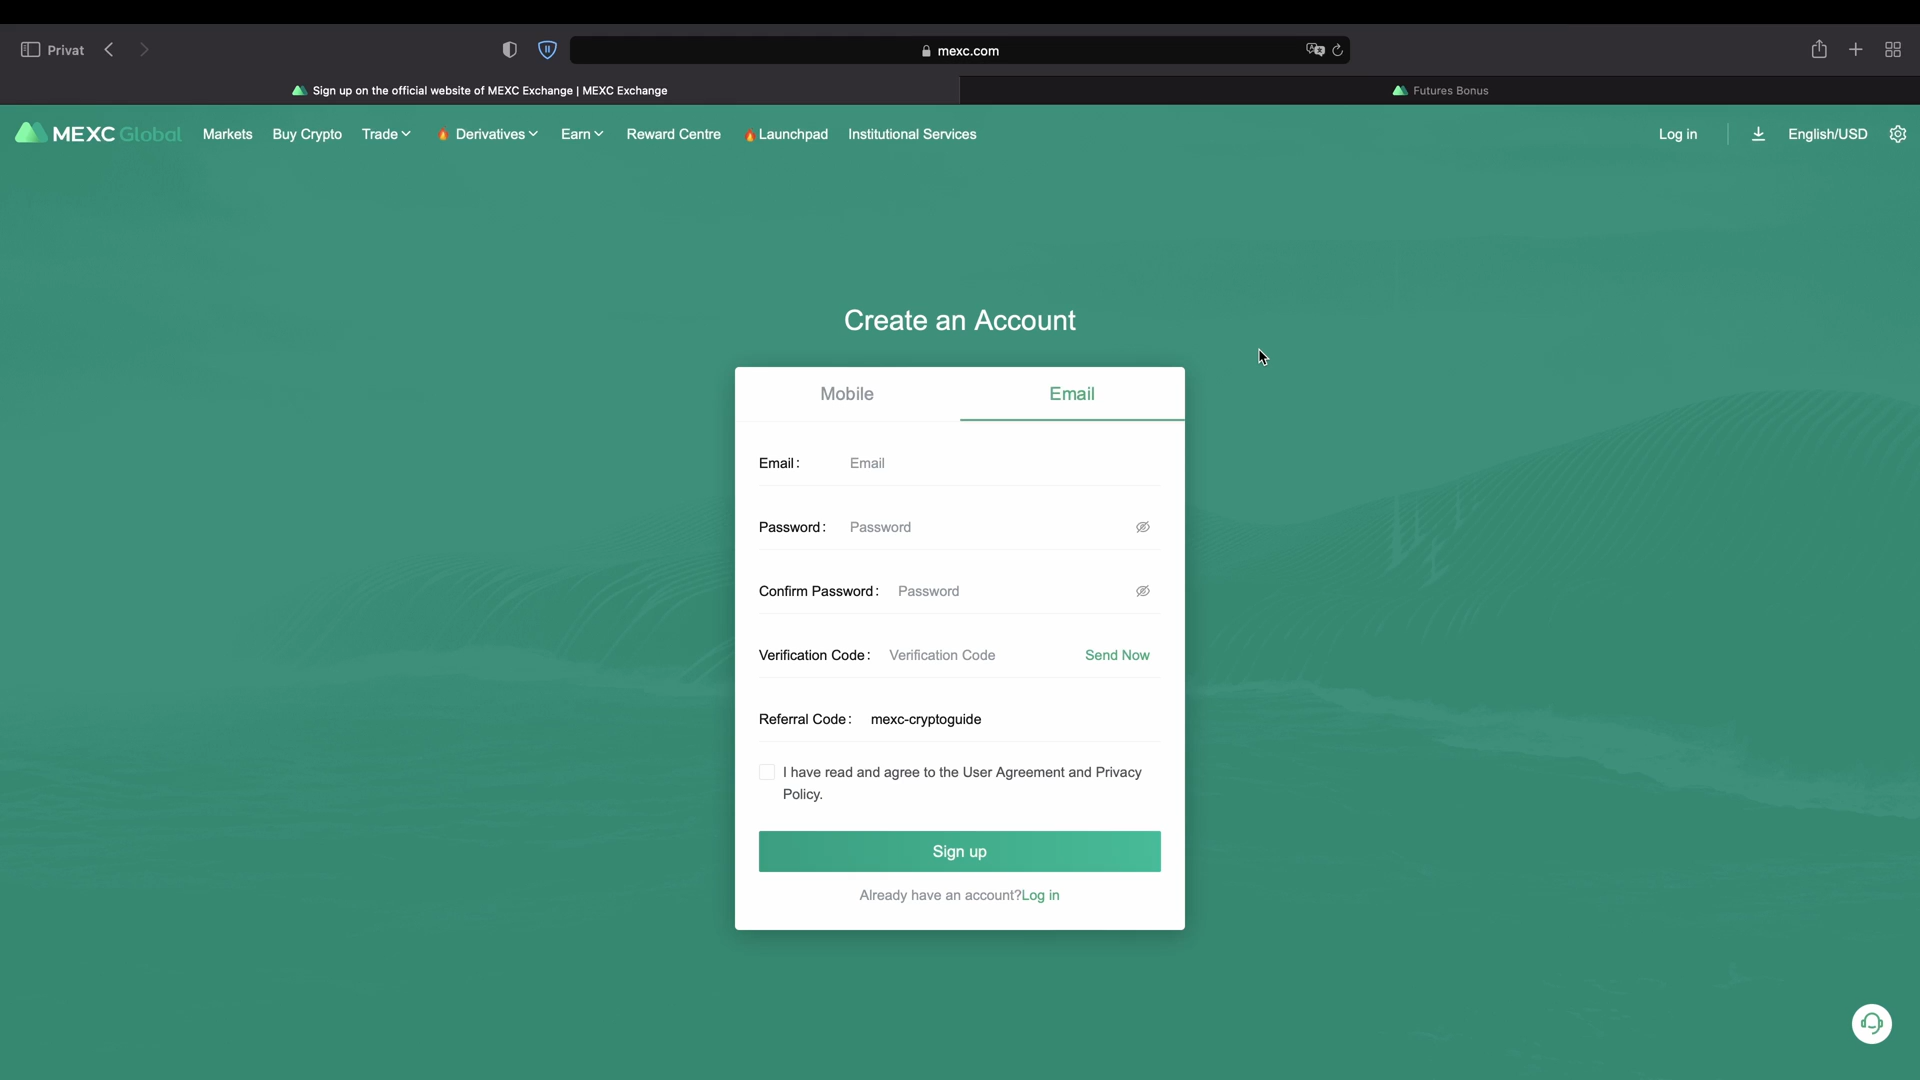 Privat
mexc.com
Sign up on the official website of MEXC Exchange | MEXC Exchange
Futures Bonus
MEXC Global Markets Buy Crypto Trade Derivatives Earn Reward Centre Launchpad Institutional Services Log in English/USD
Create an Account
Mobile Email
Email: Email
Password: Password
Confirm Password: Password
Verification Code: Verification Code Send Now
Referral Code: mexc-cryptoguide
I have read and agree to the User Agreement and Privacy
Policy.
Sign up
Already have an account?Log in